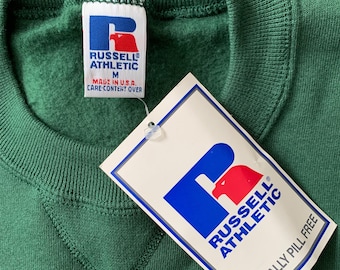 RUSSELL
ATHLETIC
M
MADE IN U.S.A.
CARE-CONTENT OVER
RUSSELL
ATHLETIC
PILL FREE